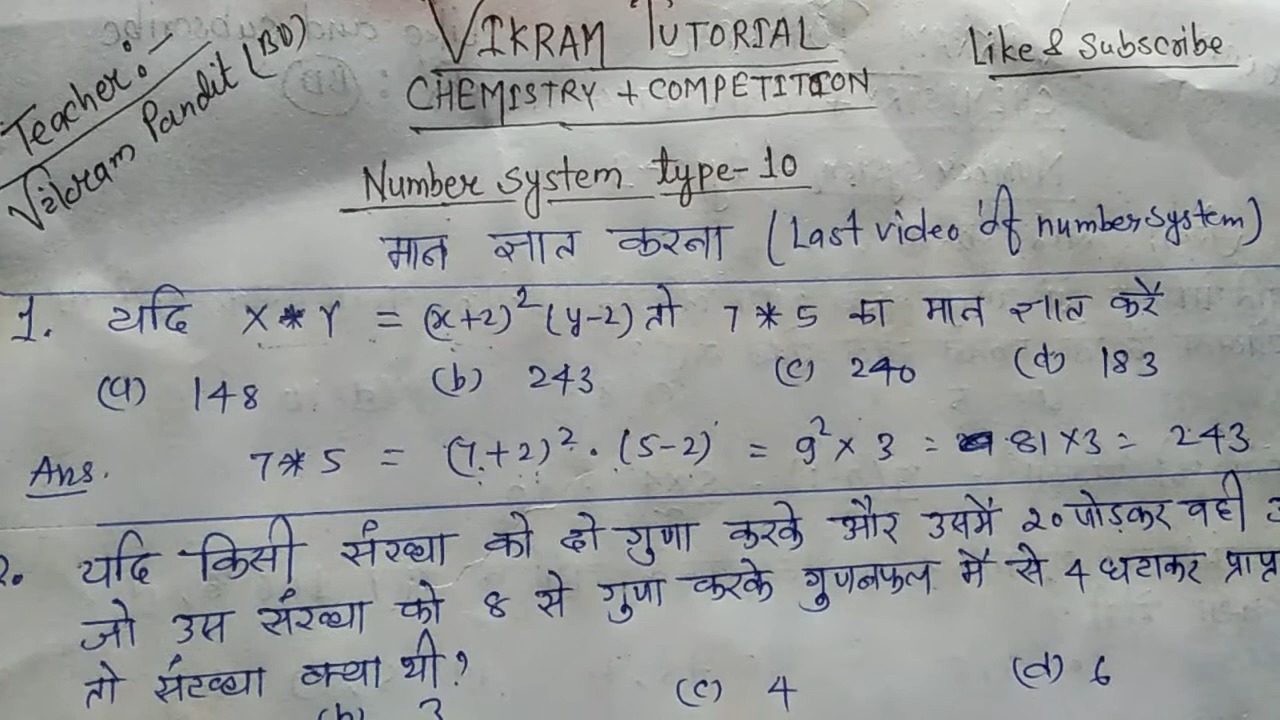 Teacher:-
Vikram Pandit (BD)
VIKRAM TUTORIAL
CHEMISTRY + COMPETITION
Like & Subscribe
Number system type-10
मान ज्ञात करना (Last video of number system)
1. यदि X * Y = (x+2)² (y-2) तो 7 * 5 का मान ज्ञात करै
(a) 148 (b) 243 (c) 240 (d) 183
Ans. 7 * 5 = (7+2)² . (5-2) = 9² × 3 = 81 × 3 = 243
2. यदि किसी संख्या को दो गुणा करके और उसमै 20 जोड़कर वही
जो उस संख्या को 8 से गुणा करके गुणनफल मै से 4 घटाकर प्राप्त
तो संख्या क्या थी?
(b) 3 (c) 4 (d) 6